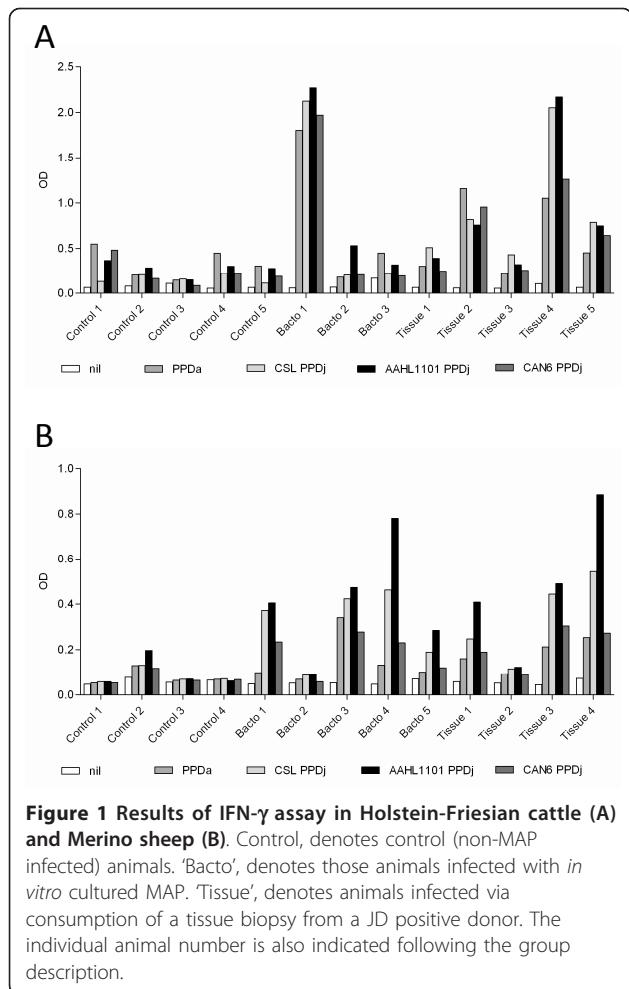 A
2.5
2.0
1.5
1.0
0.5
0.0
OD
Control 1 Control 2 Control 3 Control 4 Control 5 Bacto 1 Bacto 2 Bacto 3 Tissue 1 Tissue 2 Tissue 3 Tissue 4 Tissue 5
nil PPDa CSL PPDj AAHL1101 PPDj CAN6 PPDj
B
1.0
0.8
0.6
0.4
0.2
0.0
OD
Control 1 Control 2 Control 3 Control 4 Bacto 1 Bacto 2 Bacto 3 Bacto 4 Bacto 5 Tissue 1 Tissue 2 Tissue 3 Tissue 4
nil PPDa CSL PPDj AAHL1101 PPDj CAN6 PPDj
Figure 1 Results of IFN-γ assay in Holstein-Friesian cattle (A)
and Merino sheep (B). Control, denotes control (non-MAP
infected) animals. ‘Bacto’, denotes those animals infected with in
vitro cultured MAP. ‘Tissue’, denotes animals infected via
consumption of a tissue biopsy from a JD positive donor. The
individual animal number is also indicated following the group
description.